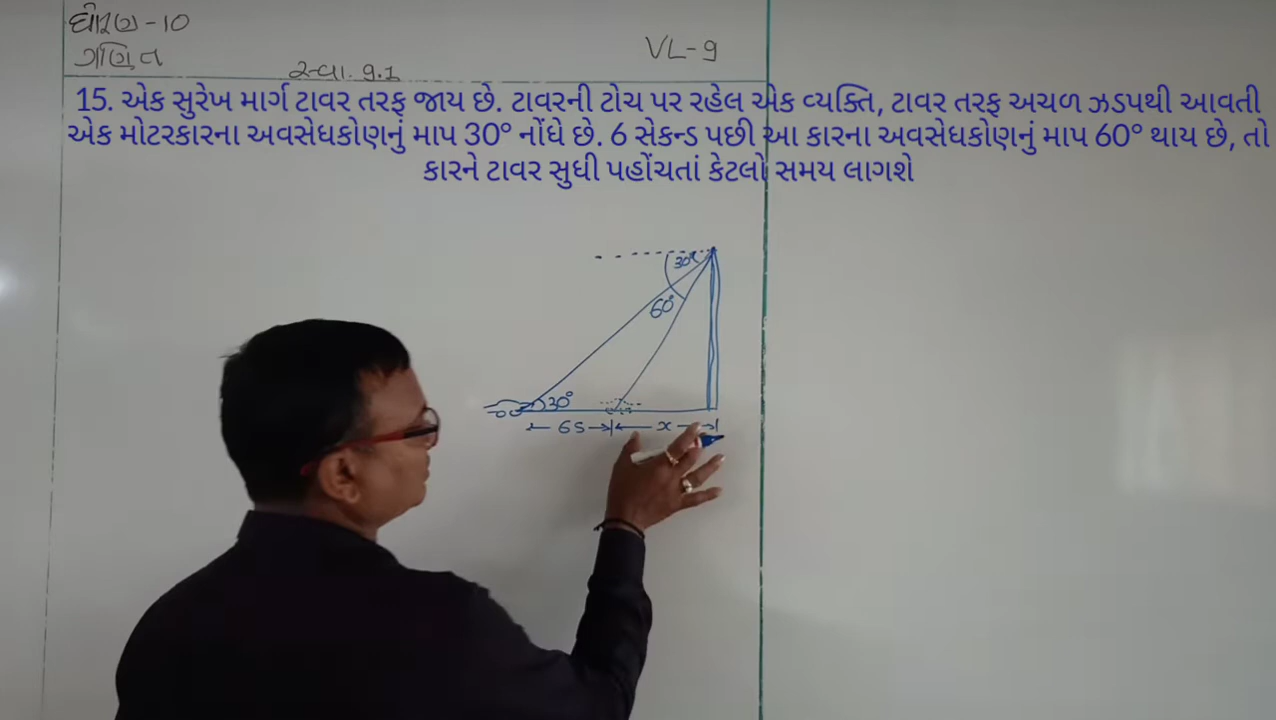 ધોરણ - 10
ગણિત
VL-9
સ્વા. 9.1
15. એક સુરેખ માર્ગ ટાવર તરફ જાય છે. ટાવરની ટોચ પર રહેલ એક વ્યક્તિ, ટાવર તરફ અચળ ઝડપથી આવતી
એક મોટરકારના અવસેધકોણનું માપ 30° નોંધે છે. 6 સેકન્ડ પછી આ કારના અવસેધકોણનું માપ 60° થાય છે, તો
કારને ટાવર સુધી પહોંચતાં કેટલો સમય લાગશે
30°
60°
30°
6S x